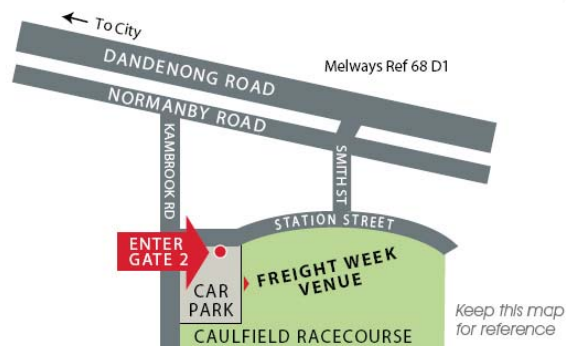 To City
DANDENONG ROAD
Melways Ref 68 D1
NORMANBY ROAD
KAMBROOK RD
SMITH ST
STATION STREET
ENTER
GATE 2
FREIGHT WEEK
VENUE
CAR
PARK
Keep this map
for reference
CAULFIELD RACECOURSE